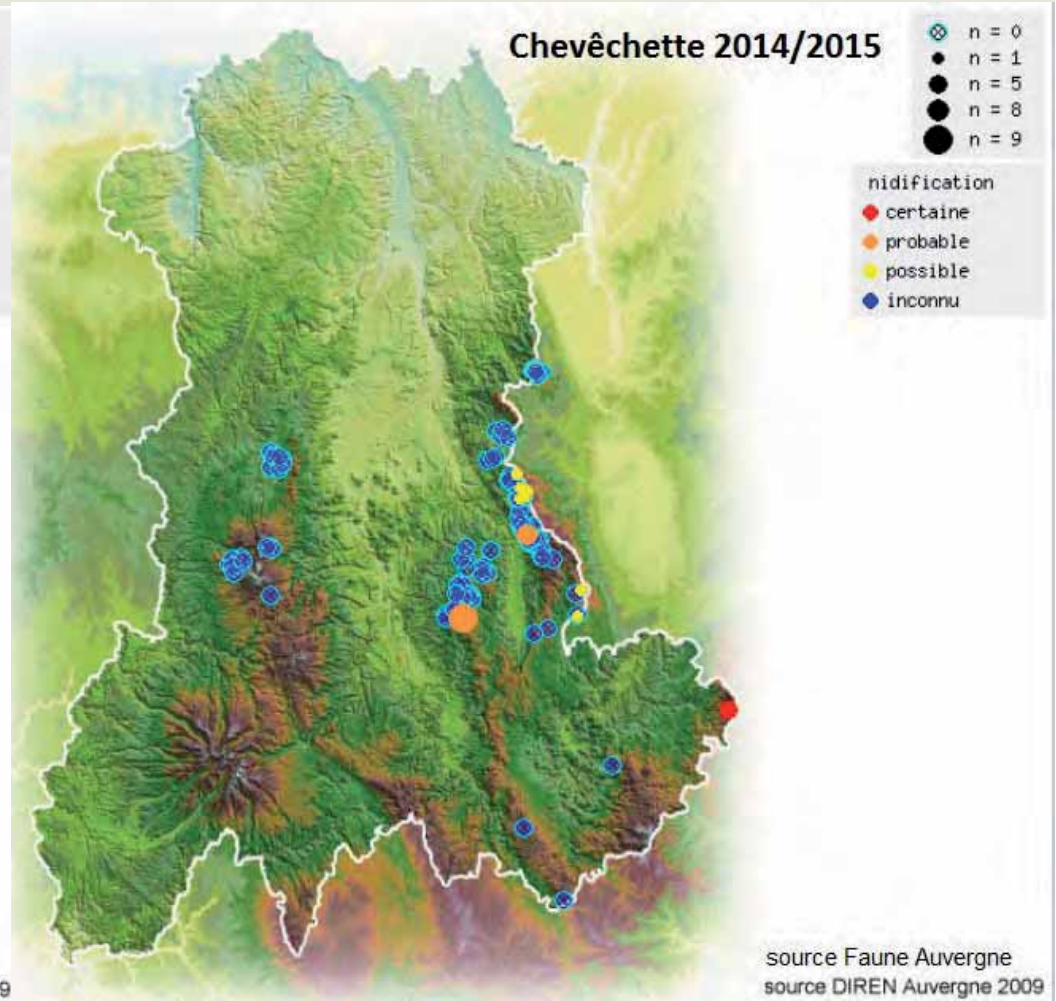 Chevêchette 2014/2015
n = 0
n = 1
n = 5
n = 8
n = 9
nidification
certaine
probable
possible
inconnu
source Faune Auvergne
9
source DIREN Auvergne 2009